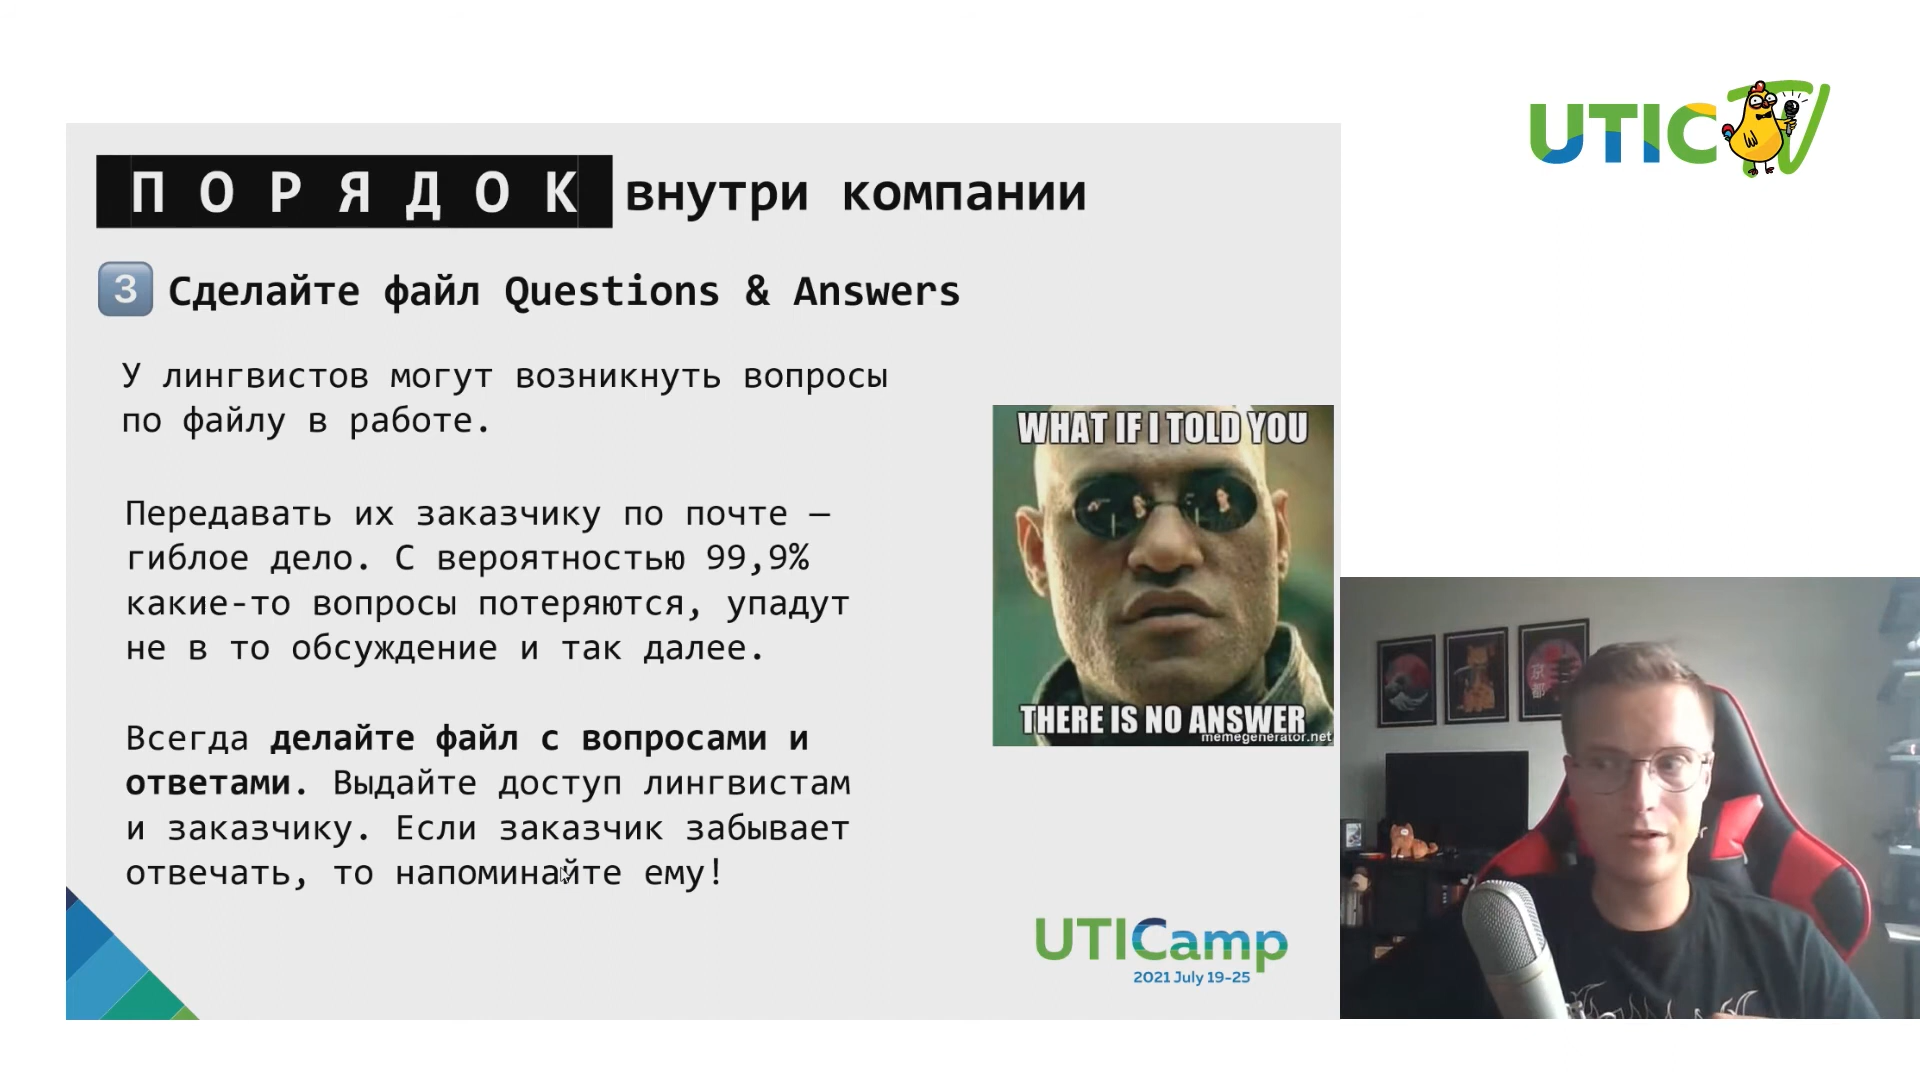 UTIC TV
ПОРЯДОК внутри компании
3 Сделайте файл Questions & Answers
У лингвистов могут возникнуть вопросы
по файлу в работе.
Передавать их заказчику по почте —
гиблое дело. С вероятностью 99,9%
какие-то вопросы потеряются, упадут
не в то обсуждение и так далее.
Всегда делайте файл с вопросами и
ответами. Выдайте доступ лингвистам
и заказчику. Если заказчик забывает
отвечать, то напоминайте ему!
WHAT IF I TOLD YOU
THERE IS NO ANSWER
memegenerator.net
UTICamp
2021 July 19-25
京都